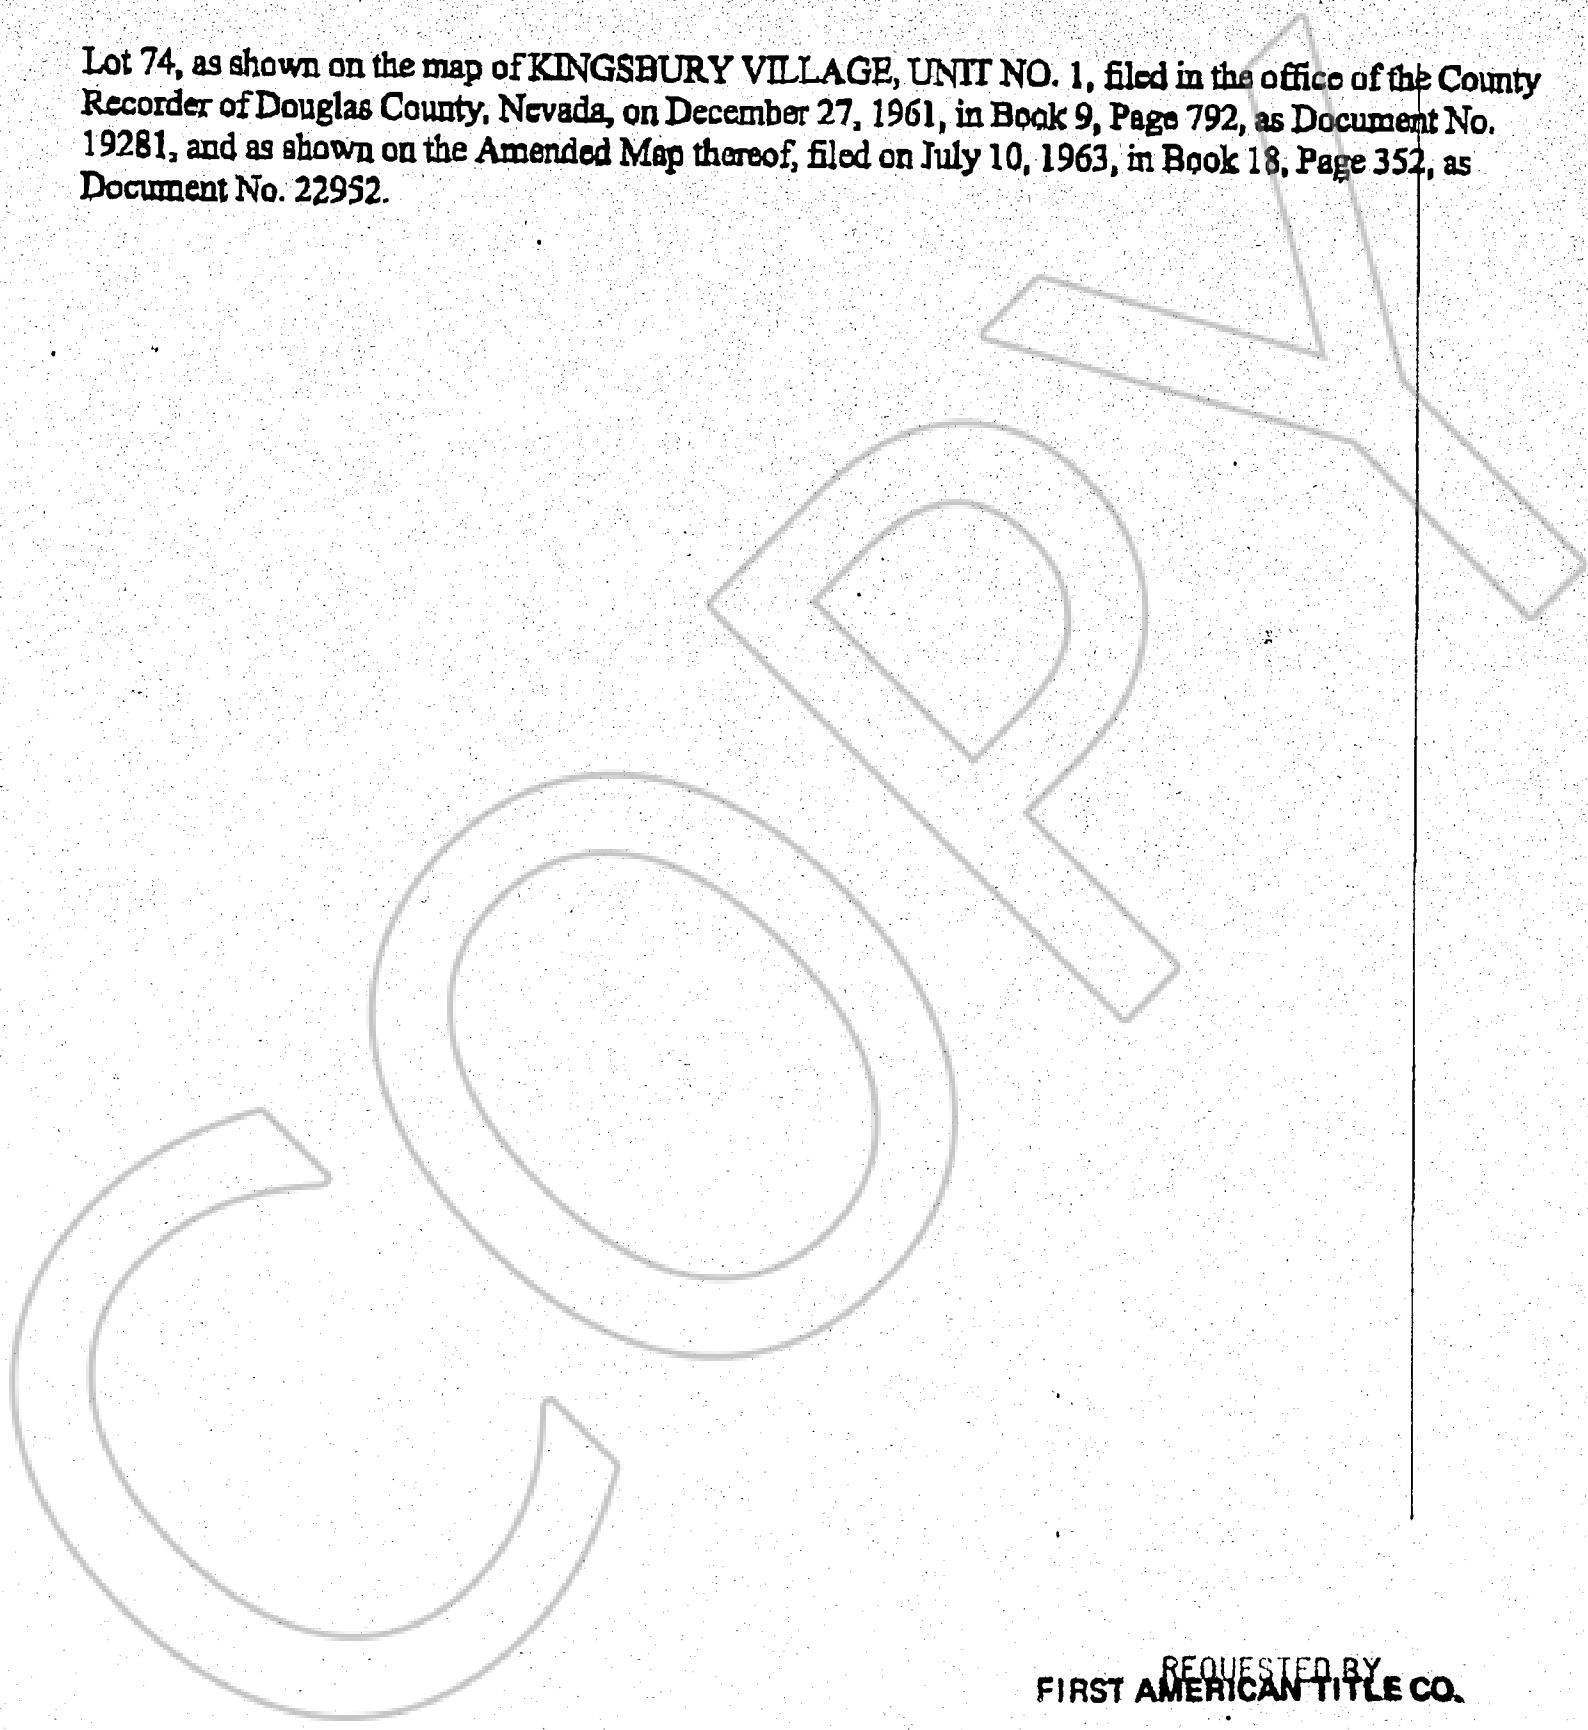 Lot 74, as shown on the map of KINGSBURY VILLAGE, UNIT NO. 1, filed in the office of the County
Recorder of Douglas County, Nevada, on December 27, 1961, in Book 9, Page 792, as Document No.
19281, and as shown on the Amended Map thereof, filed on July 10, 1963, in Book 18, Page 352, as
Document No. 22952.
COPY
REQUESTED BY
FIRST AMERICAN TITLE CO.